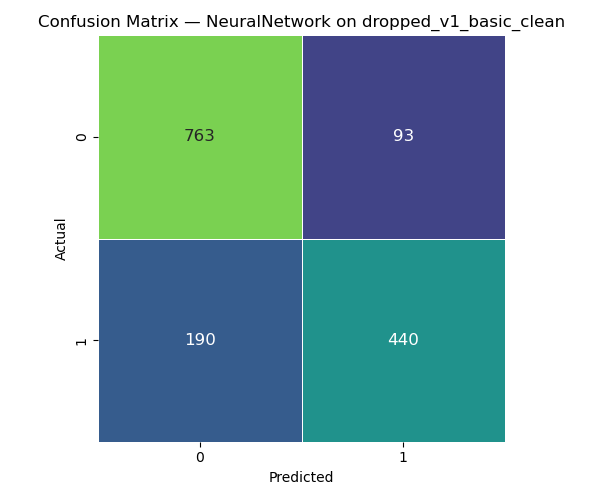 Confusion Matrix — NeuralNetwork on dropped_v1_basic_clean
0
763
93
Actual
1
190
440
0
1
Predicted